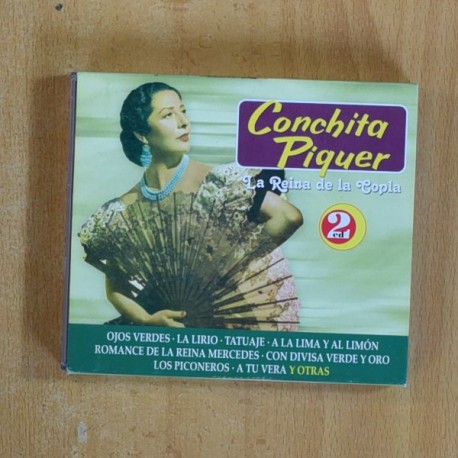 Conchita
Piquer
La Reina de la Copla
2
cd
OJOS VERDES · LA LIRIO · TATUAJE · A LA LIMA Y AL LIMÓN
ROMANCE DE LA REINA MERCEDES · CON DIVISA VERDE Y ORO
LOS PICONEROS · A TU VERA Y OTRAS